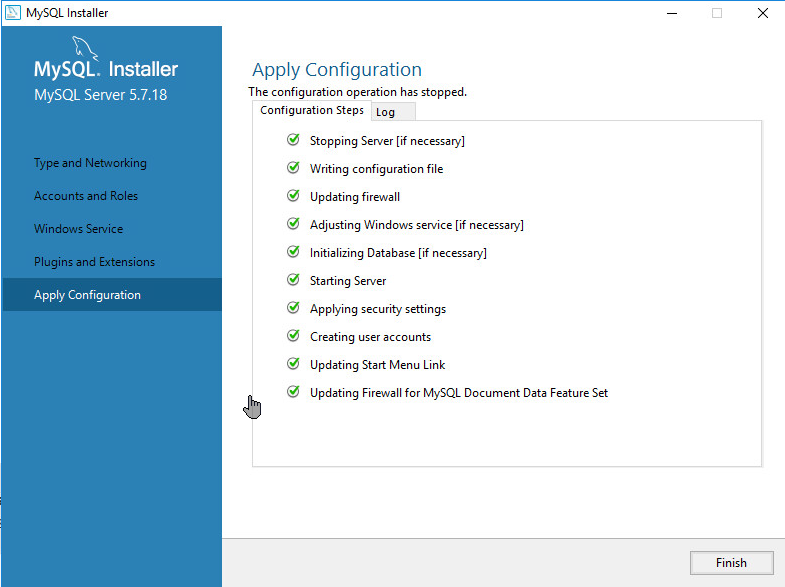 MySQL Installer
MySQL. Installer
MySQL Server 5.7.18
Type and Networking
Accounts and Roles
Windows Service
Plugins and Extensions
Apply Configuration
Apply Configuration
The configuration operation has stopped.
Configuration Steps Log
Stopping Server [if necessary]
Writing configuration file
Updating firewall
Adjusting Windows service [if necessary]
Initializing Database [if necessary]
Starting Server
Applying security settings
Creating user accounts
Updating Start Menu Link
Updating Firewall for MySQL Document Data Feature Set
Finish